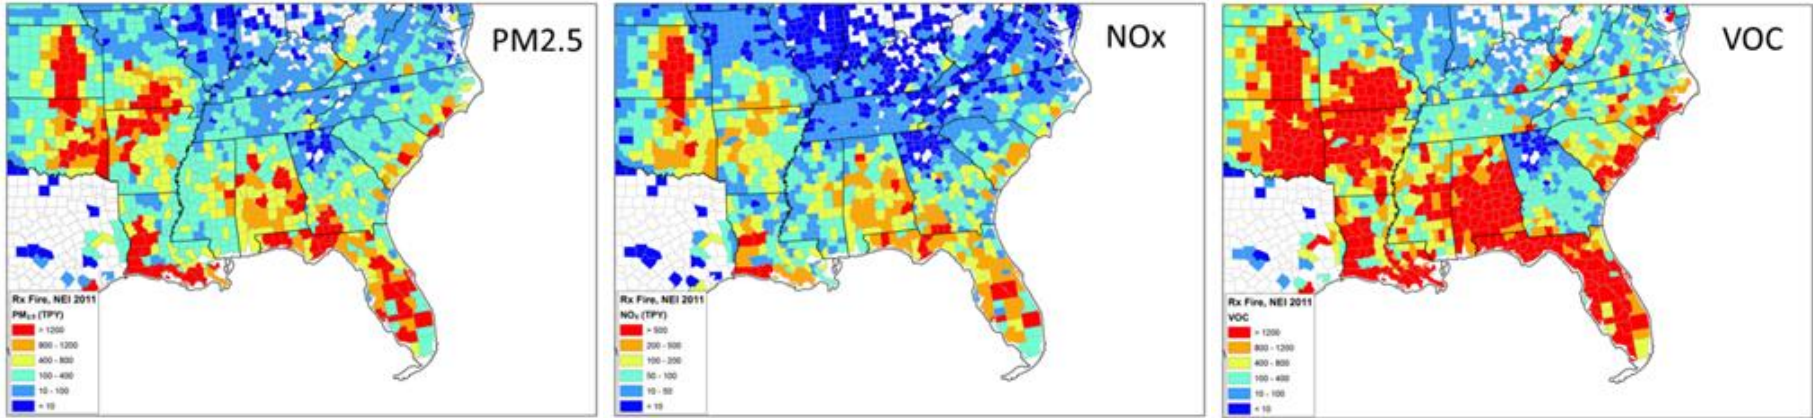 PM2.5
Rx Fire, NEI 2011
PM2.5 (TPY)
> 1200
800 - 1200
400 - 800
100 - 400
10 - 100
< 10
NOx
Rx Fire, NEI 2011
NOx (TPY)
> 500
200 - 500
100 - 200
50 - 100
10 - 50
< 10
VOC
Rx Fire, NEI 2011
VOC
> 1200
800 - 1200
400 - 800
100 - 400
10 - 100
< 10